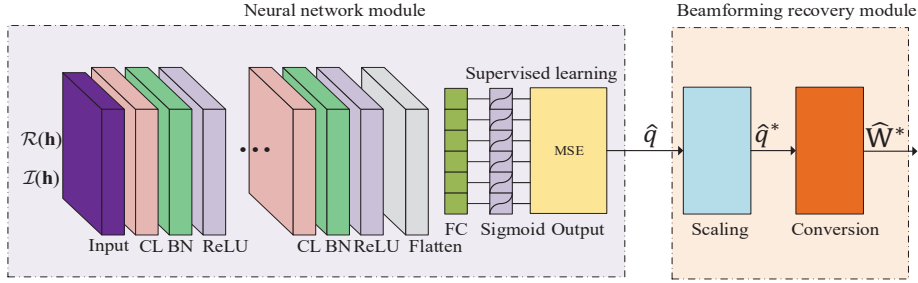 Neural network module
Beamforming recovery module
Supervised learning
ℛ(𝐡)
ℐ(𝐡)
...
MSE
q̂
q̂*
Ŵ*
Input
CL
BN
ReLU
CL
BN
ReLU
Flatten
FC
Sigmoid
Output
Scaling
Conversion